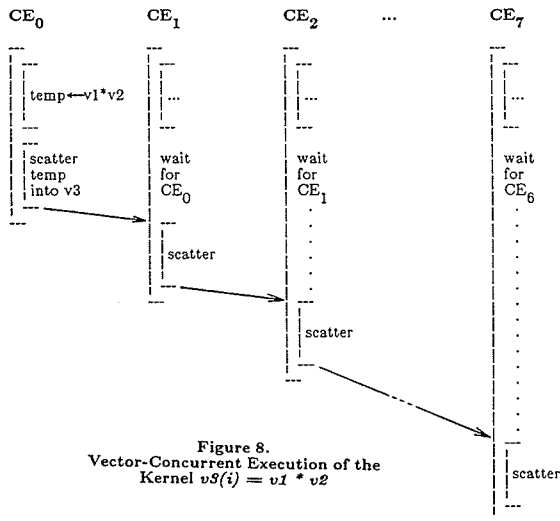 CE0 CE1 CE2 ... CE7
temp←v1*v2
...
...
...
scatter
temp
into v3
wait
for
CE0
wait
for
CE1
wait
for
CE6
scatter
scatter
scatter
Figure 8.
Vector-Concurrent Execution of the
Kernel v3(i) = v1 * v2